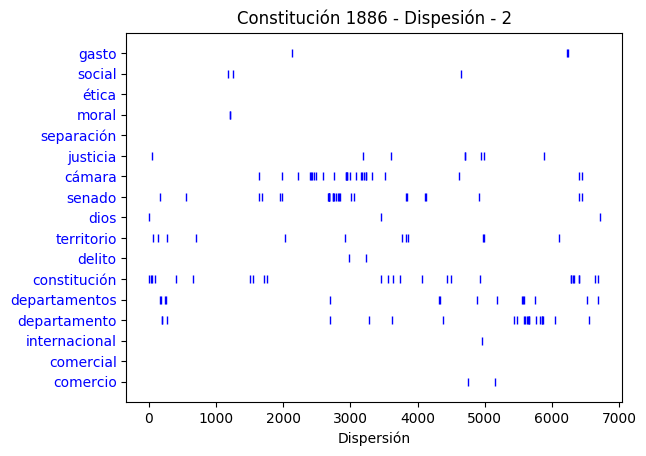 Constitución 1886 - Dispesión - 2
gasto
social
ética
moral
separación
justicia
cámara
senado
dios
territorio
delito
constitución
departamentos
departamento
internacional
comercial
comercio
0 1000 2000 3000 4000 5000 6000 7000
Dispersión